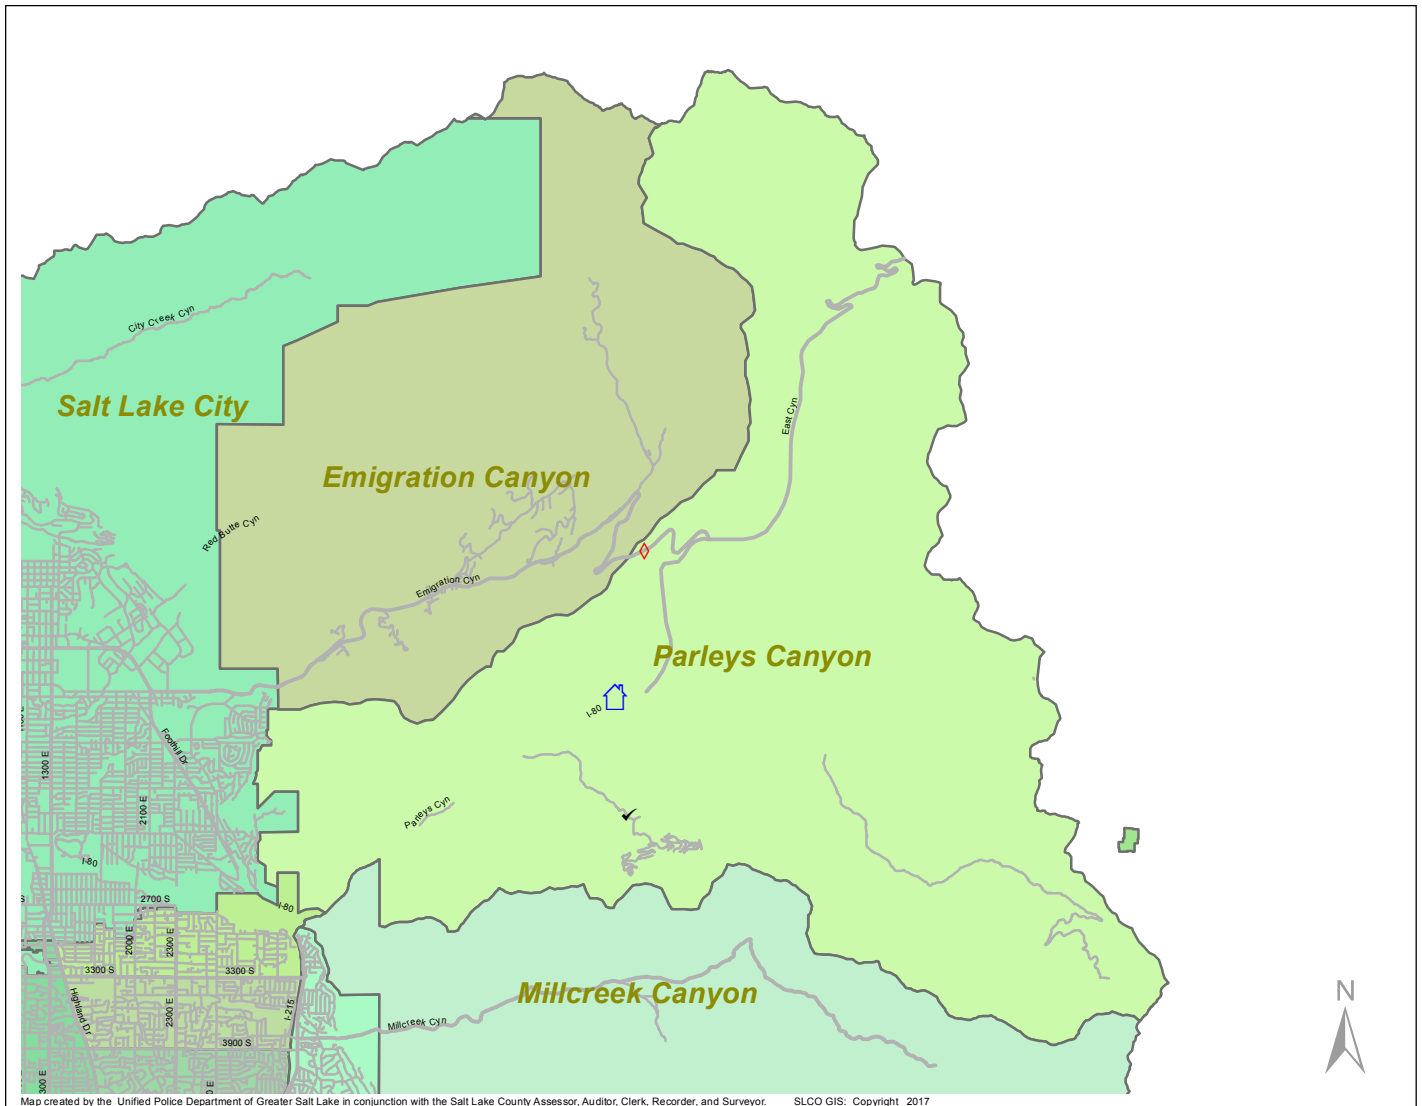 City Creek Cyn
Salt Lake City
East Cyn
Emigration Canyon
Red Butte Cyn
Emigration Cyn
Parleys Canyon
I-80
Foothill Dr
1300 E
2100 E
Parleys Cyn
I-80
2700 S
I-80
S
2000 E
2300 E
3300 S
3300 S
Millcreek Canyon
N
Highland Dr
2300 E
I-215
Millcreek Cyn
3900 S
300 E
Map created by the Unified Police Department of Greater Salt Lake in conjunction with the Salt Lake County Assessor, Auditor, Clerk, Recorder, and Surveyor. SLCO GIS: Copyright 2017